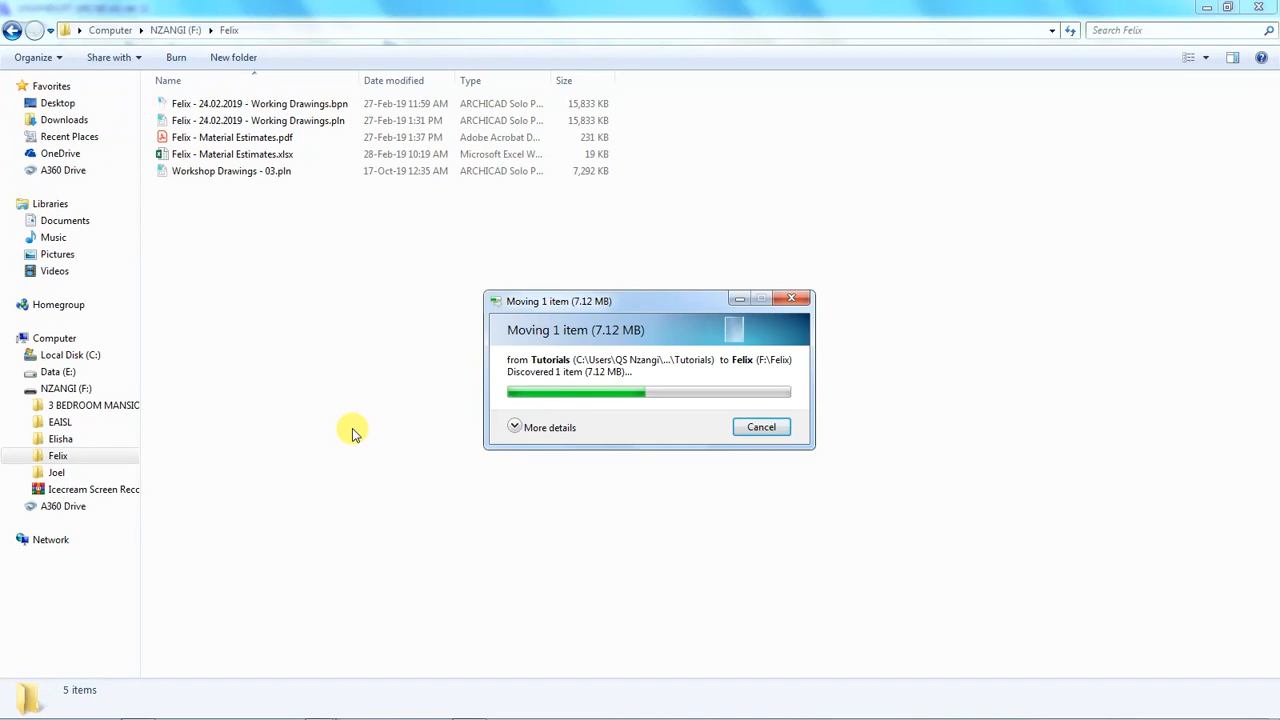 Computer NZANGI (F:) Felix Search Felix
Organize Share with Burn New folder
Favorites
Desktop
Downloads
Recent Places
OneDrive
A360 Drive
Libraries
Documents
Music
Pictures
Videos
Homegroup
Computer
Local Disk (C:)
Data (E:)
NZANGI (F:)
3 BEDROOM MANSIC
EAISL
Elisha
Felix
Joel
Icecream Screen Reco
A360 Drive
Network
Name Date modified Type Size
Felix - 24.02.2019 - Working Drawings.bpn 27-Feb-19 11:59 AM ARCHICAD Solo P... 15,833 KB
Felix - 24.02.2019 - Working Drawings.pln 27-Feb-19 1:31 PM ARCHICAD Solo P... 15,833 KB
Felix - Material Estimates.pdf 27-Feb-19 1:37 PM Adobe Acrobat D... 231 KB
Felix - Material Estimates.xlsx 28-Feb-19 10:19 AM Microsoft Excel W... 19 KB
Workshop Drawings - 03.pln 17-Oct-19 12:35 AM ARCHICAD Solo P... 7,292 KB
Moving 1 item (7.12 MB)
Moving 1 item (7.12 MB)
from Tutorials (C:\Users\QS Nzangi\...\Tutorials) to Felix (F:\Felix)
Discovered 1 item (7.12 MB)...
More details Cancel
5 items